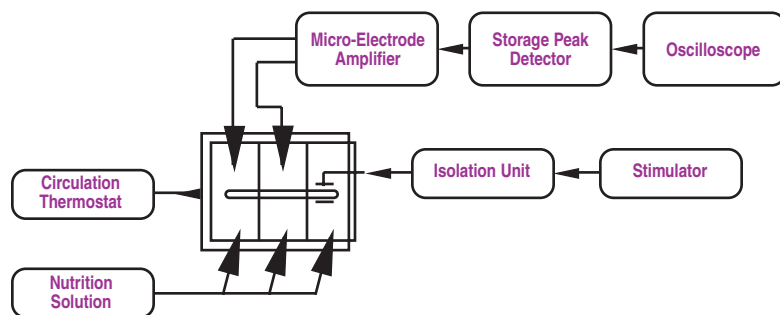 Micro-Electrode
Amplifier
Storage Peak
Detector
Oscilloscope
Isolation Unit
Stimulator
Circulation
Thermostat
Nutrition
Solution